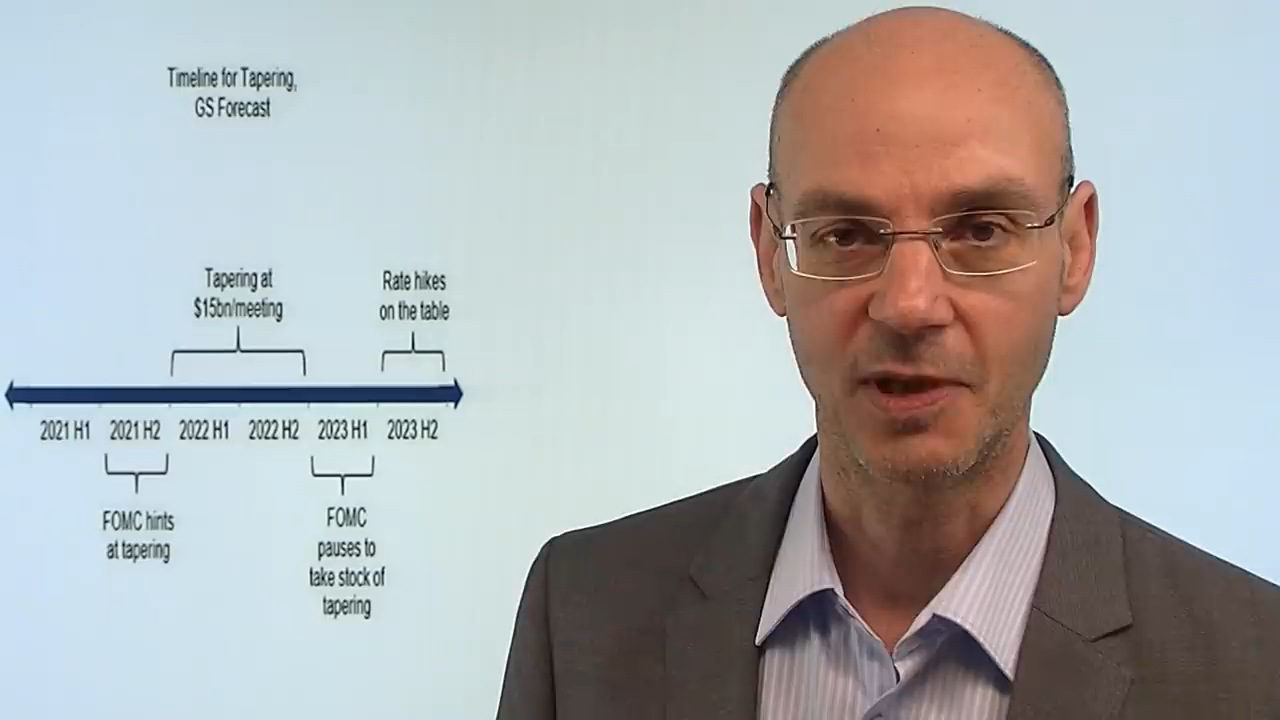 Timeline for Tapering,
GS Forecast
Tapering at
$15bn/meeting
Rate hikes
on the table
2021 H1
2021 H2
2022 H1
2022 H2
2023 H1
2023 H2
FOMC hints
at tapering
FOMC
pauses to
take stock of
tapering